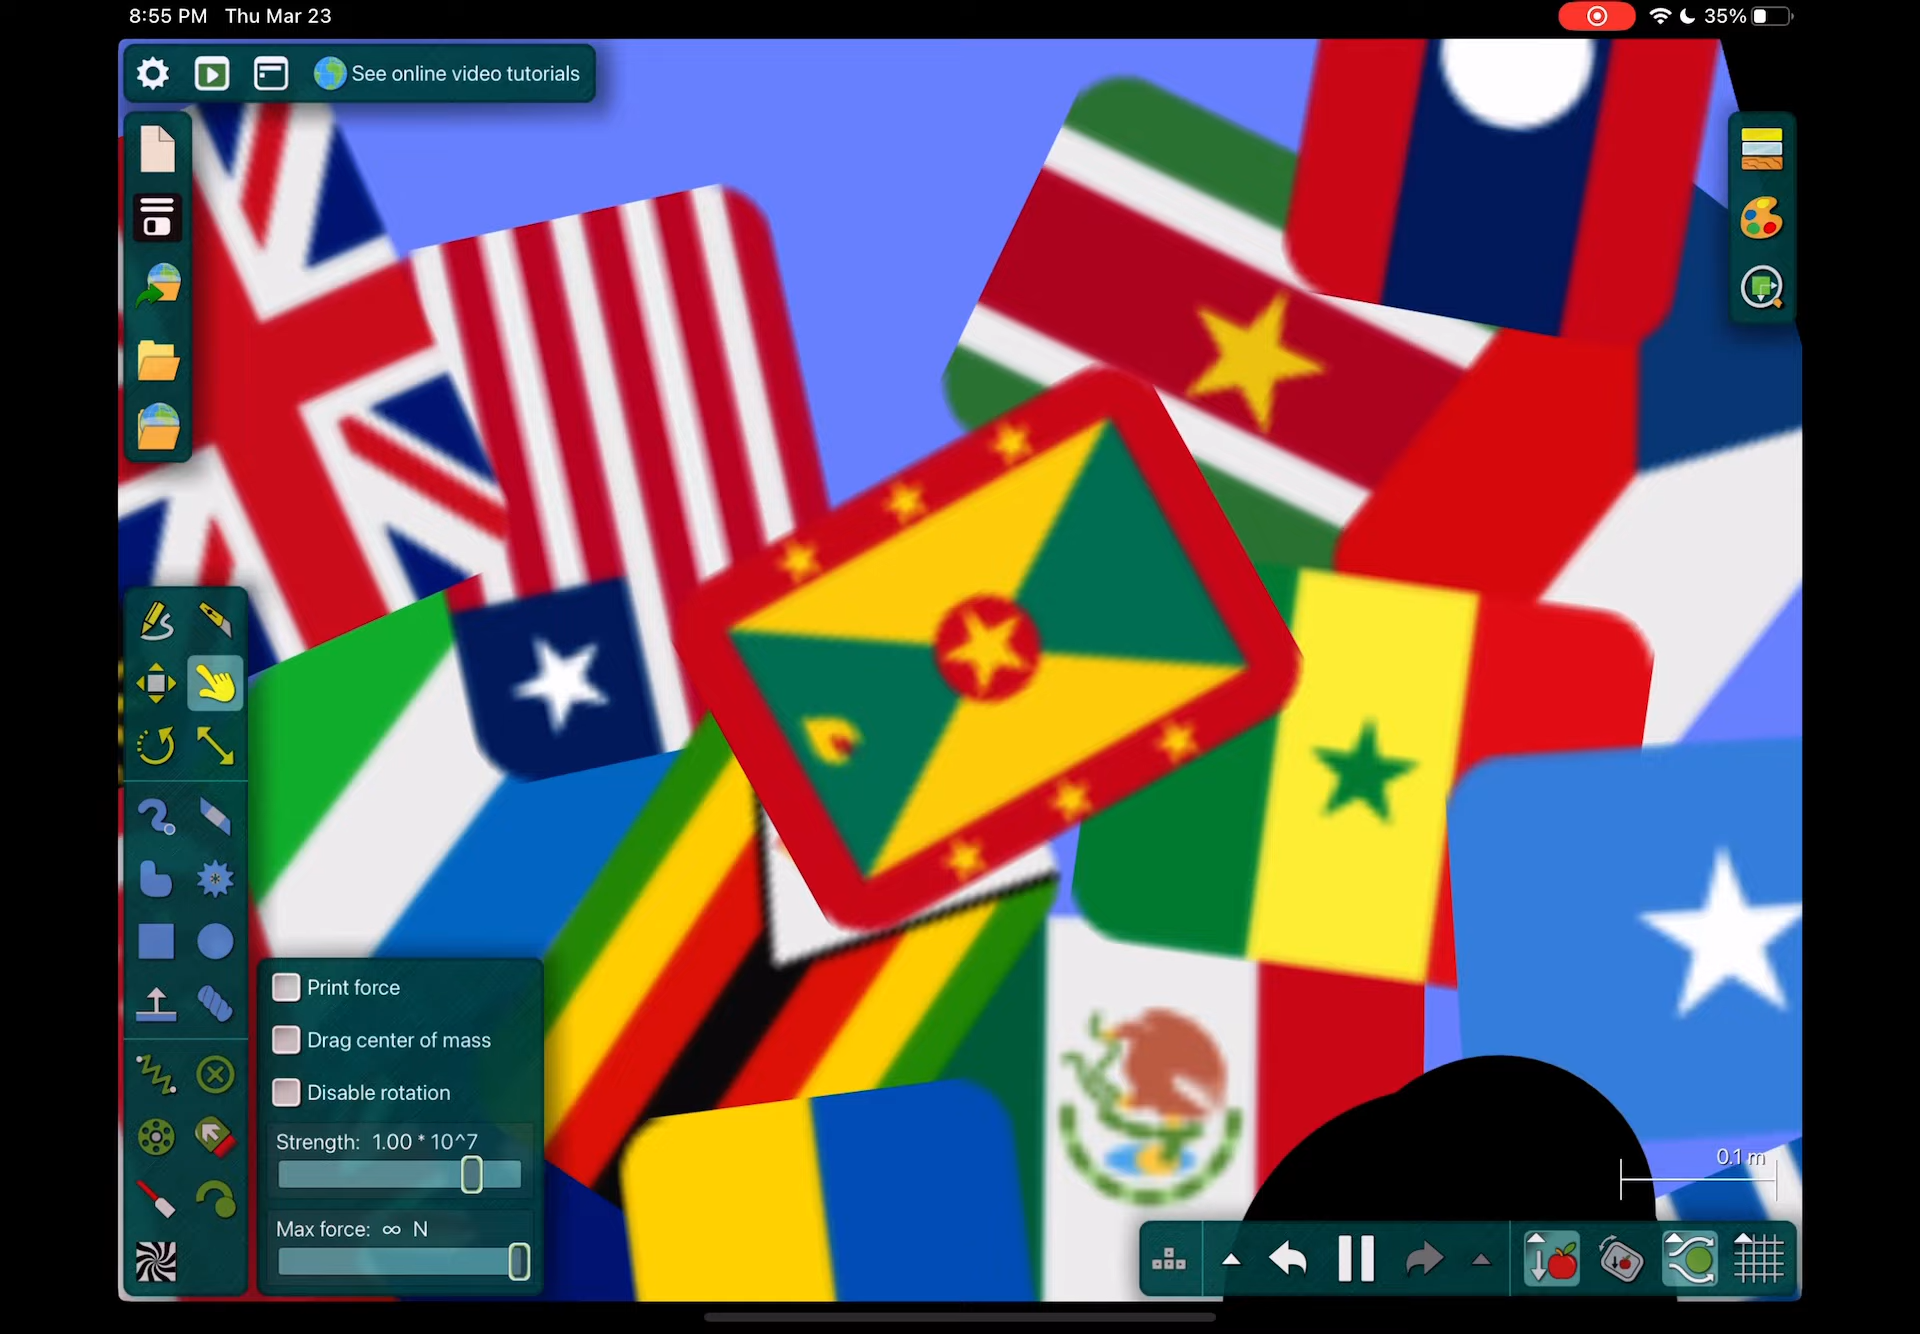 8:55 PM Thu Mar 23
35%
See online video tutorials
Print force
Drag center of mass
Disable rotation
Strength: 1.00 * 10^7
Max force: ∞ N
0.1 m